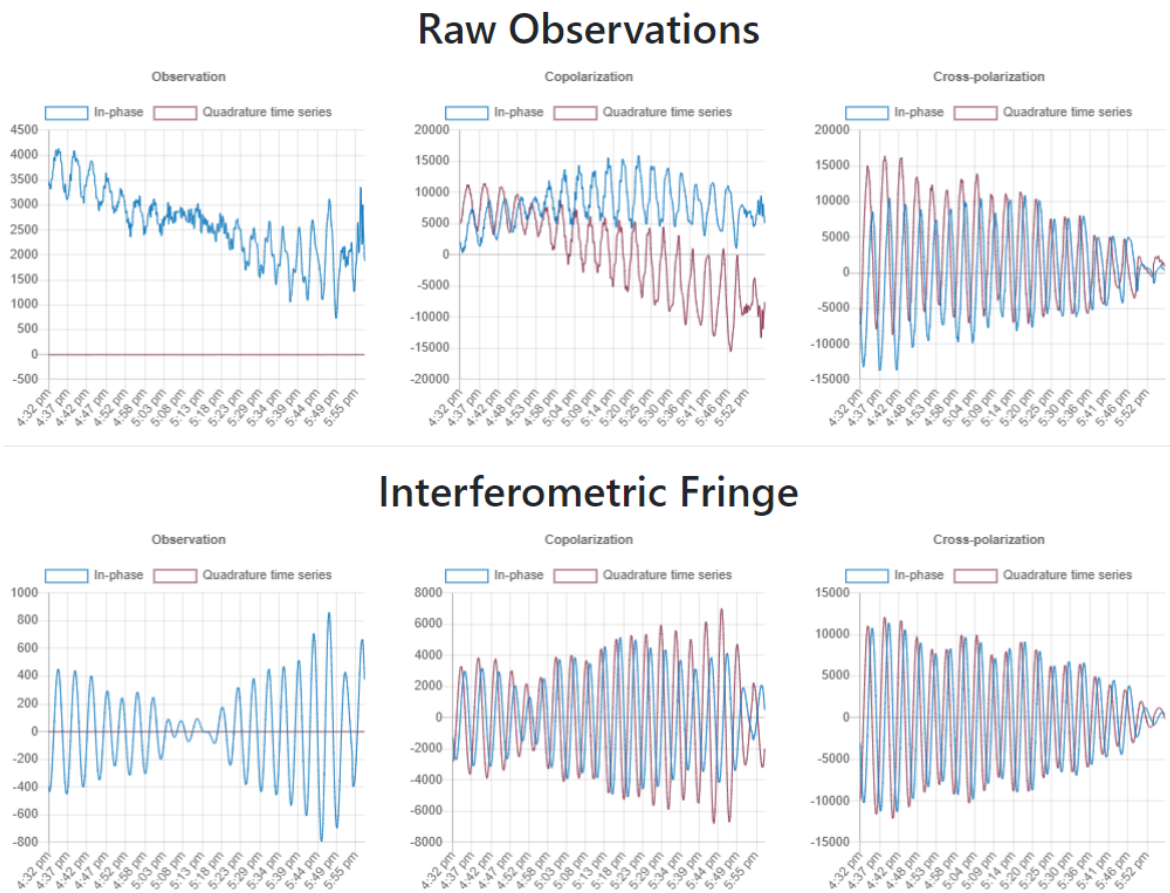 Raw Observations
Observation
In-phase Quadrature time series
4500
4000
3500
3000
2500
2000
1500
1000
500
0
-500
4:32 pm
4:37 pm
4:42 pm
4:47 pm
4:52 pm
4:58 pm
5:03 pm
5:08 pm
5:13 pm
5:18 pm
5:23 pm
5:29 pm
5:34 pm
5:39 pm
5:44 pm
5:49 pm
5:55 pm
Copolarization
In-phase Quadrature time series
20000
15000
10000
5000
0
-5000
-10000
-15000
-20000
4:32 pm
4:37 pm
4:42 pm
4:48 pm
4:53 pm
4:58 pm
5:03 pm
5:09 pm
5:14 pm
5:19 pm
5:25 pm
5:30 pm
5:36 pm
5:41 pm
5:46 pm
5:52 pm
Cross-polarization
In-phase Quadrature time series
20000
15000
10000
5000
0
-5000
-10000
-15000
4:32 pm
4:37 pm
4:42 pm
4:48 pm
4:53 pm
4:58 pm
5:04 pm
5:09 pm
5:14 pm
5:20 pm
5:25 pm
5:30 pm
5:36 pm
5:41 pm
5:46 pm
5:52 pm
Interferometric Fringe
Observation
In-phase Quadrature time series
1000
800
600
400
200
0
-200
-400
-600
-800
4:32 pm
4:37 pm
4:42 pm
4:47 pm
4:52 pm
4:58 pm
5:03 pm
5:08 pm
5:13 pm
5:18 pm
5:23 pm
5:29 pm
5:34 pm
5:39 pm
5:44 pm
5:49 pm
5:55 pm
Copolarization
In-phase Quadrature time series
8000
6000
4000
2000
0
-2000
-4000
-6000
-8000
4:32 pm
4:37 pm
4:42 pm
4:47 pm
4:52 pm
4:58 pm
5:03 pm
5:08 pm
5:13 pm
5:18 pm
5:23 pm
5:29 pm
5:34 pm
5:39 pm
5:44 pm
5:49 pm
5:55 pm
Cross-polarization
In-phase Quadrature time series
15000
10000
5000
0
-5000
-10000
-15000
4:32 pm
4:37 pm
4:42 pm
4:48 pm
4:53 pm
4:58 pm
5:04 pm
5:09 pm
5:14 pm
5:20 pm
5:25 pm
5:30 pm
5:36 pm
5:41 pm
5:46 pm
5:52 pm